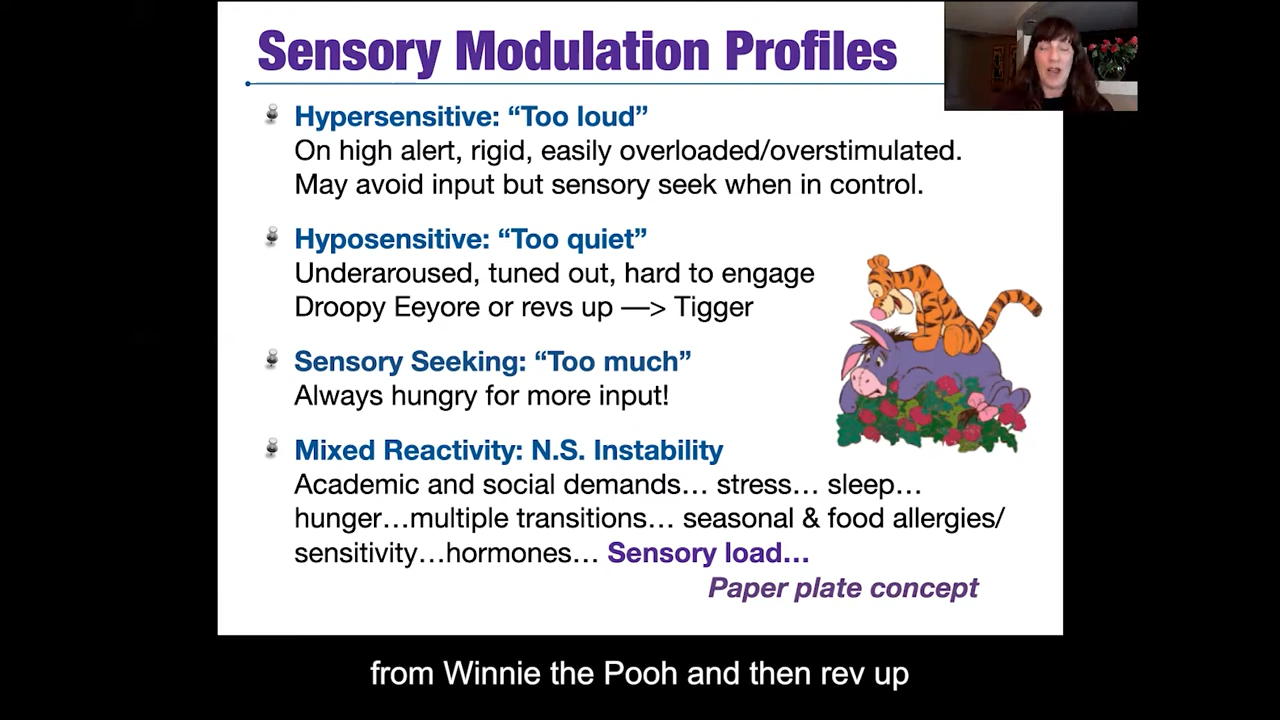 Sensory Modulation Profiles
Hypersensitive: “Too loud”
On high alert, rigid, easily overloaded/overstimulated.
May avoid input but sensory seek when in control.
Hyposensitive: “Too quiet”
Underaroused, tuned out, hard to engage
Droopy Eeyore or revs up —> Tigger
Sensory Seeking: “Too much”
Always hungry for more input!
Mixed Reactivity: N.S. Instability
Academic and social demands… stress… sleep…
hunger…multiple transitions… seasonal & food allergies/
sensitivity…hormones… Sensory load…
Paper plate concept
from Winnie the Pooh and then rev up